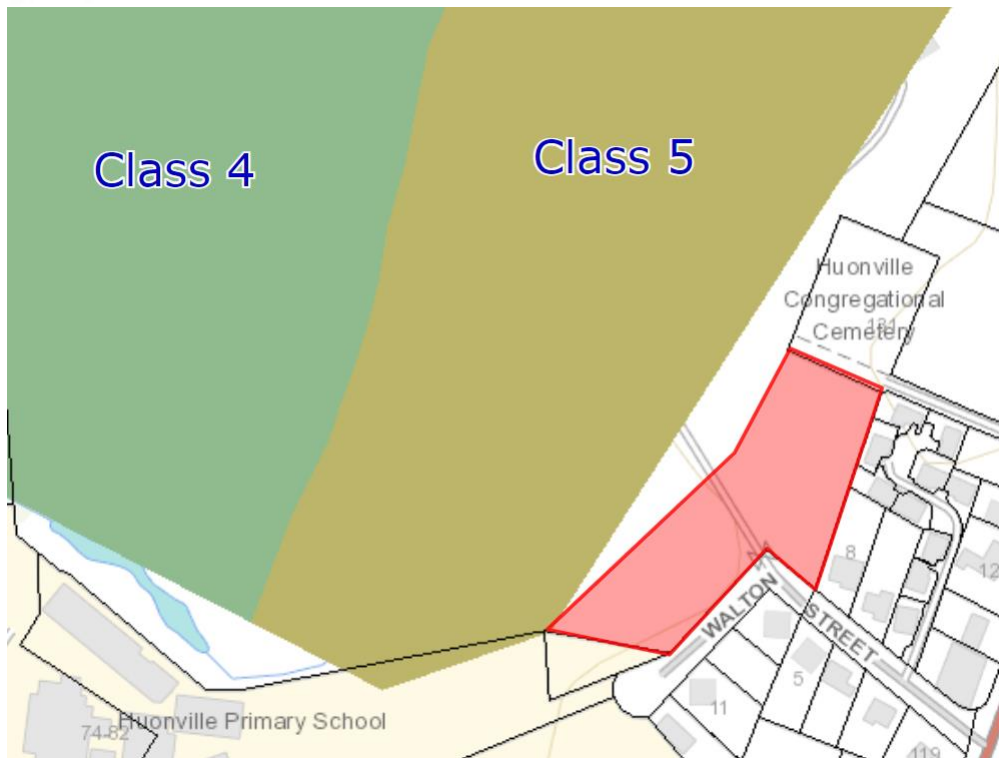 Class 4
Class 5
Huonville
Congregational
131
Cemetery
8
12
WALTON
STREET
5
11
Huonville Primary School
74-82
119